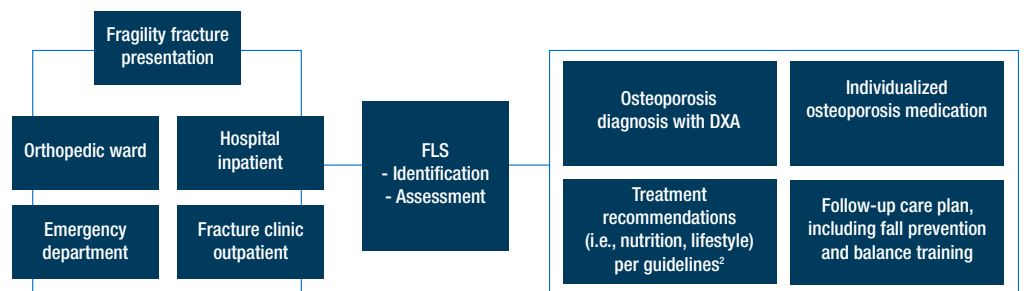 Fragility fracture
presentation
Orthopedic ward
Hospital
inpatient
Emergency
department
Fracture clinic
outpatient
FLS
- Identification
- Assessment
Osteoporosis
diagnosis with DXA
Individualized
osteoporosis medication
Treatment
recommendations
(i.e., nutrition, lifestyle)
per guidelines²
Follow-up care plan,
including fall prevention
and balance training